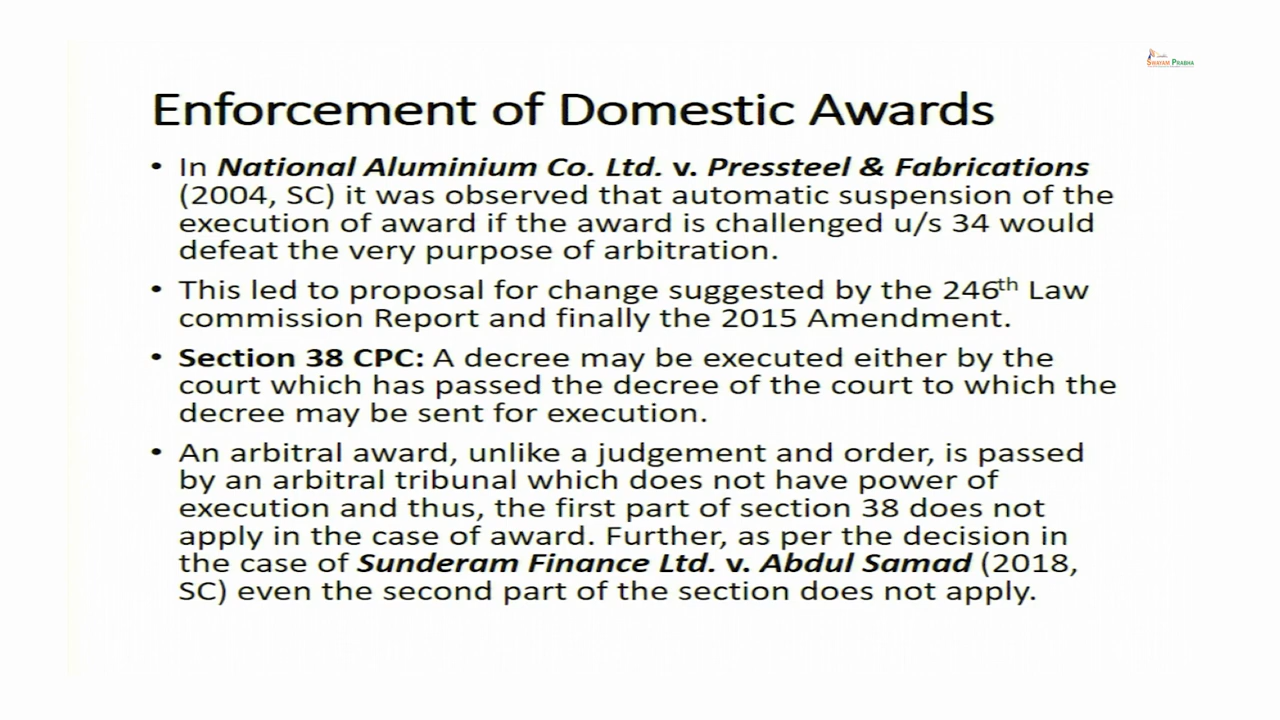 SWAYAM PRABHA
Enforcement of Domestic Awards
• In National Aluminium Co. Ltd. v. Pressteel & Fabrications
(2004, SC) it was observed that automatic suspension of the
execution of award if the award is challenged u/s 34 would
defeat the very purpose of arbitration.
• This led to proposal for change suggested by the 246th Law
commission Report and finally the 2015 Amendment.
• Section 38 CPC: A decree may be executed either by the
court which has passed the decree of the court to which the
decree may be sent for execution.
• An arbitral award, unlike a judgement and order, is passed
by an arbitral tribunal which does not have power of
execution and thus, the first part of section 38 does not
apply in the case of award. Further, as per the decision in
the case of Sunderam Finance Ltd. v. Abdul Samad (2018,
SC) even the second part of the section does not apply.